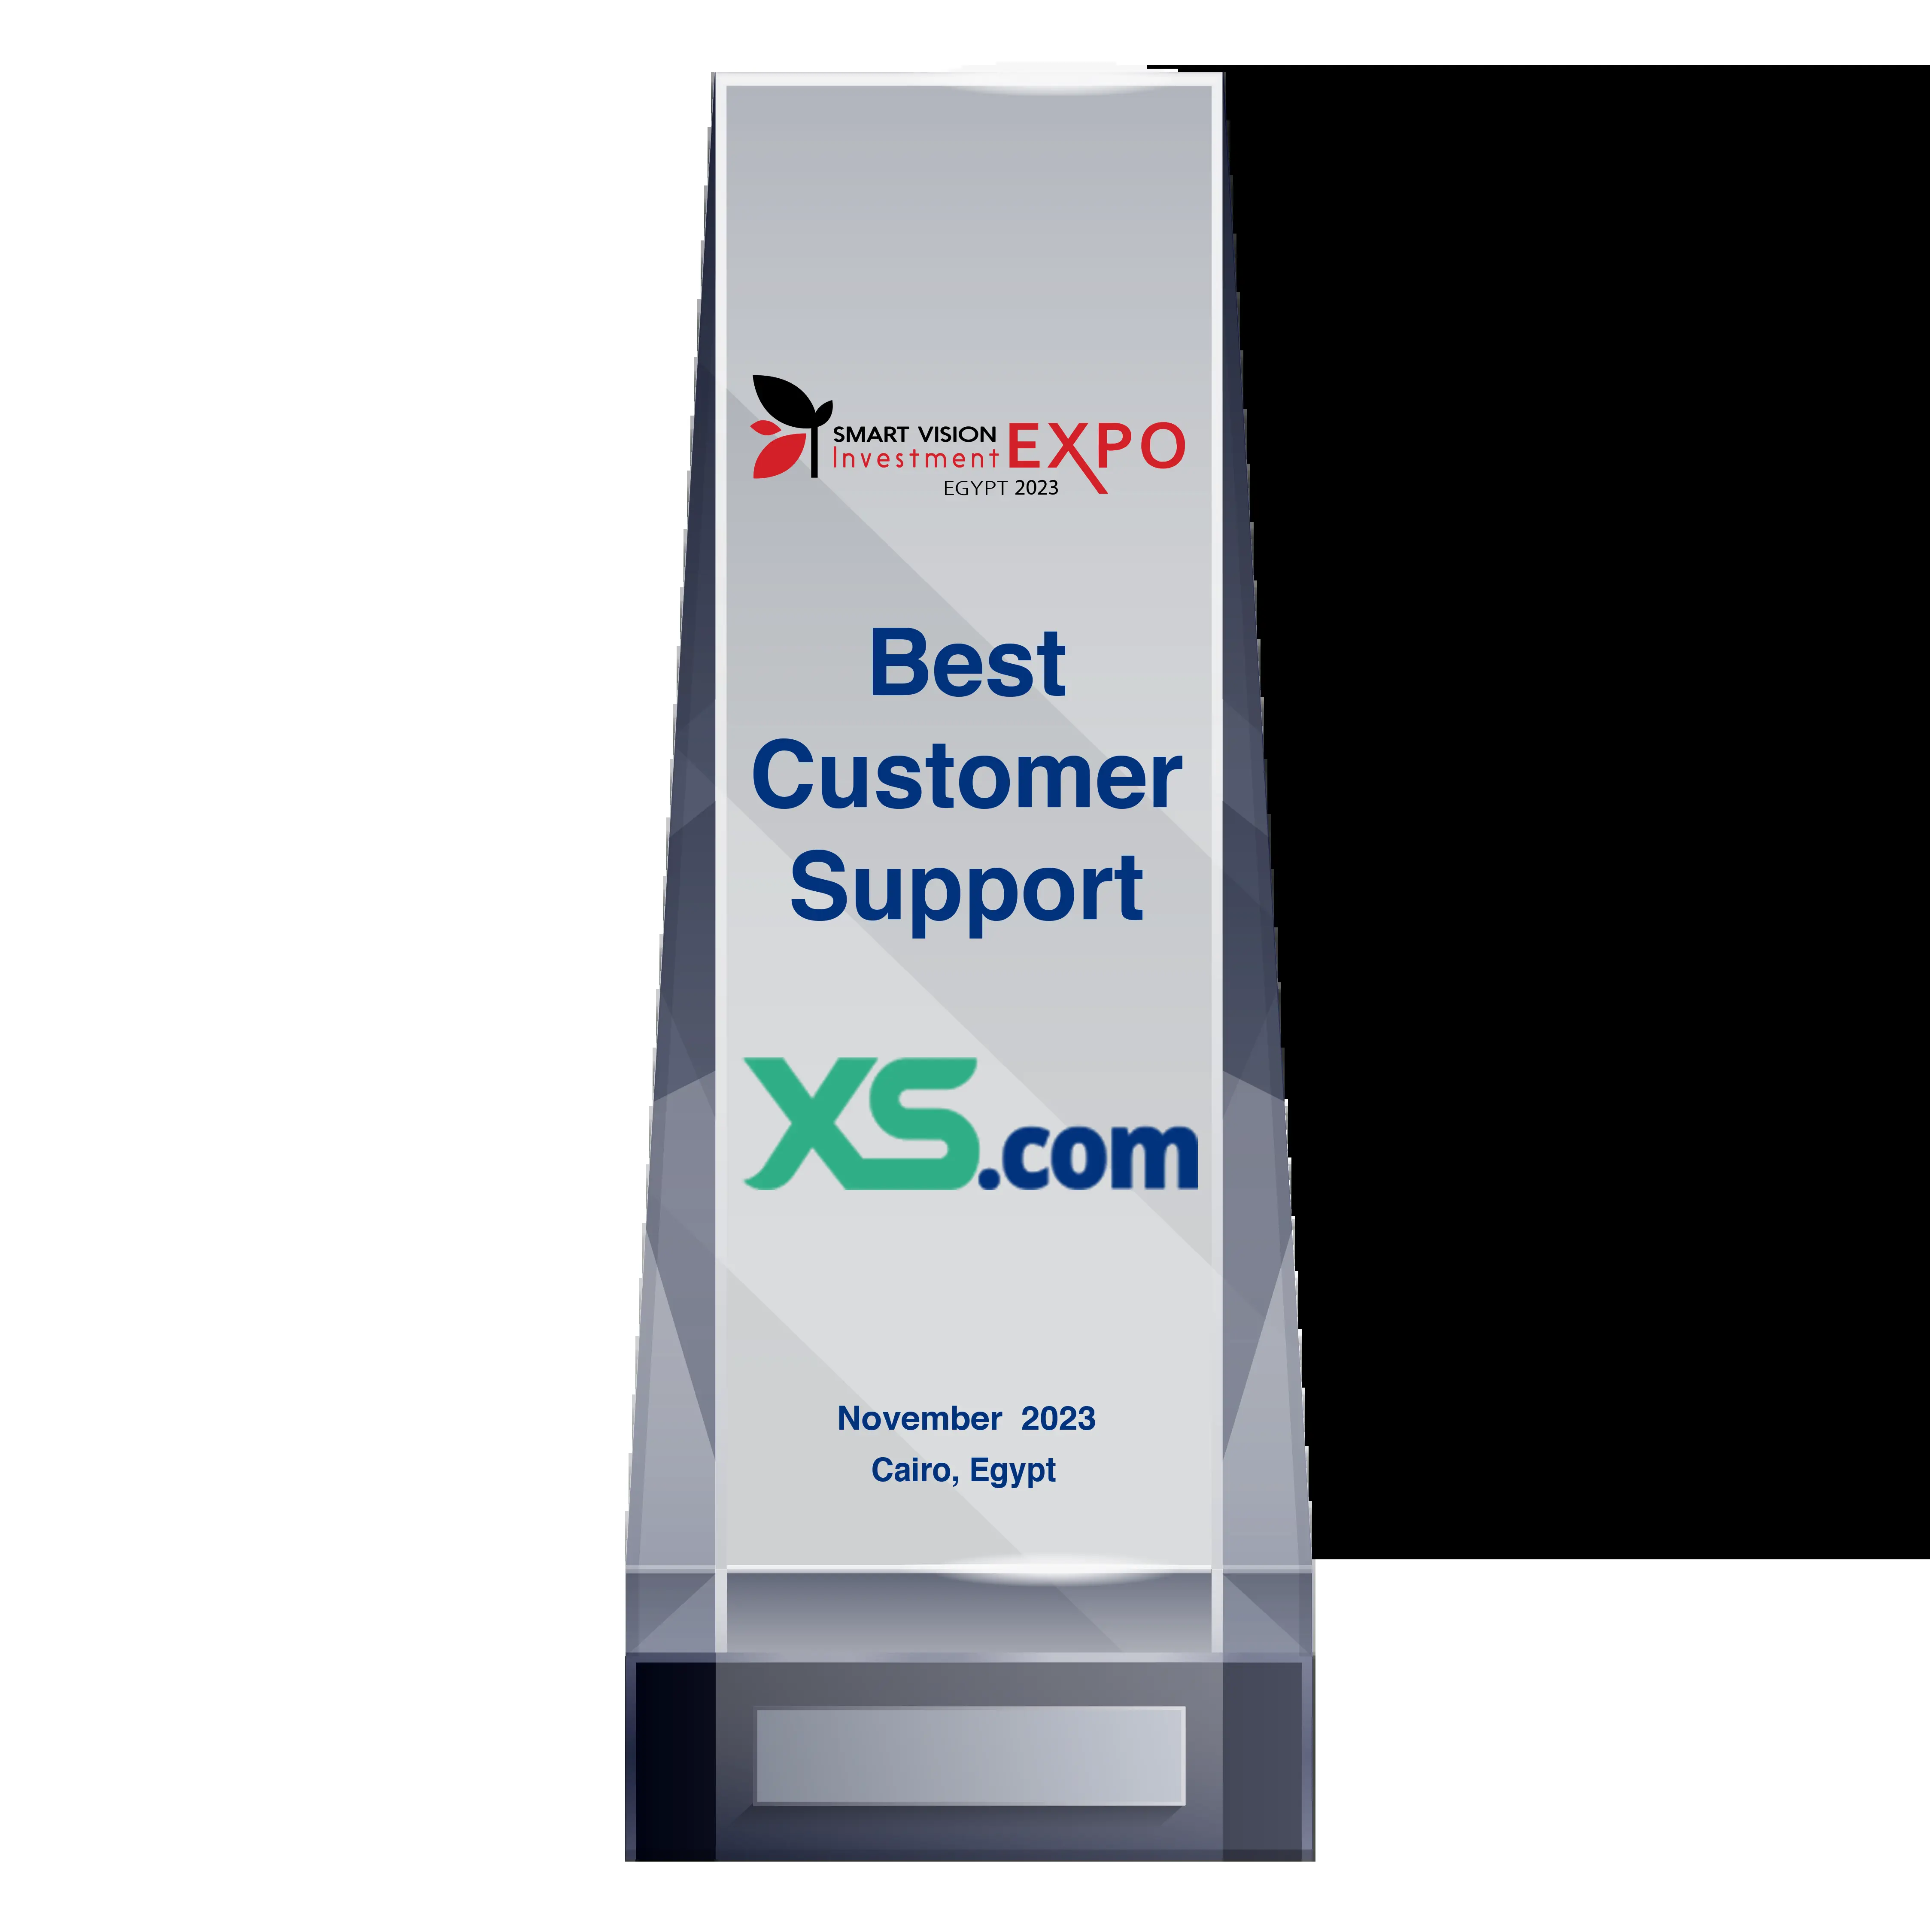 SMART VISION
Investment EXPO
EGYPT 2023
Best
Customer
Support
XS.com
November 2023
Cairo, Egypt